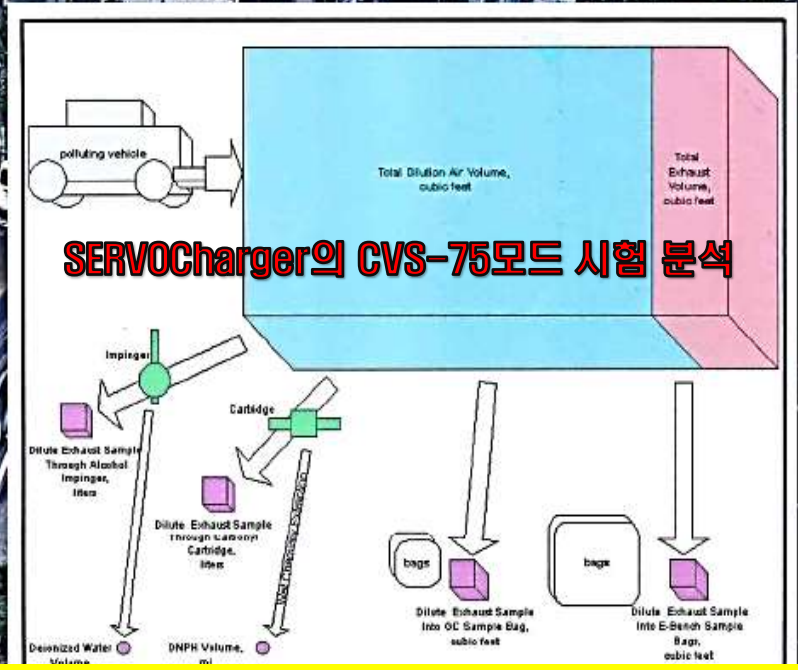 polluting vehicle
Total Dilution Air Volume,
cubic feet
Total
Exhaust
Volume,
cubic feet
SERVOCharger의 CVS-75모드 시험 분석
Impinger
Cartridge
Dilute Exhaust Sample
Through Alcohol
Impinger,
liters
Dilute Exhaust Sample
Through Carbonyl
Cartridge,
liters
bags
bags
Dilute Exhaust Sample
Into GC Sample Bag,
cubic feet
Dilute Exhaust Sample
Into E-Bench Sample
Bags,
cubic feet
Deionized Water
Volume
DNPH Volume,
ml